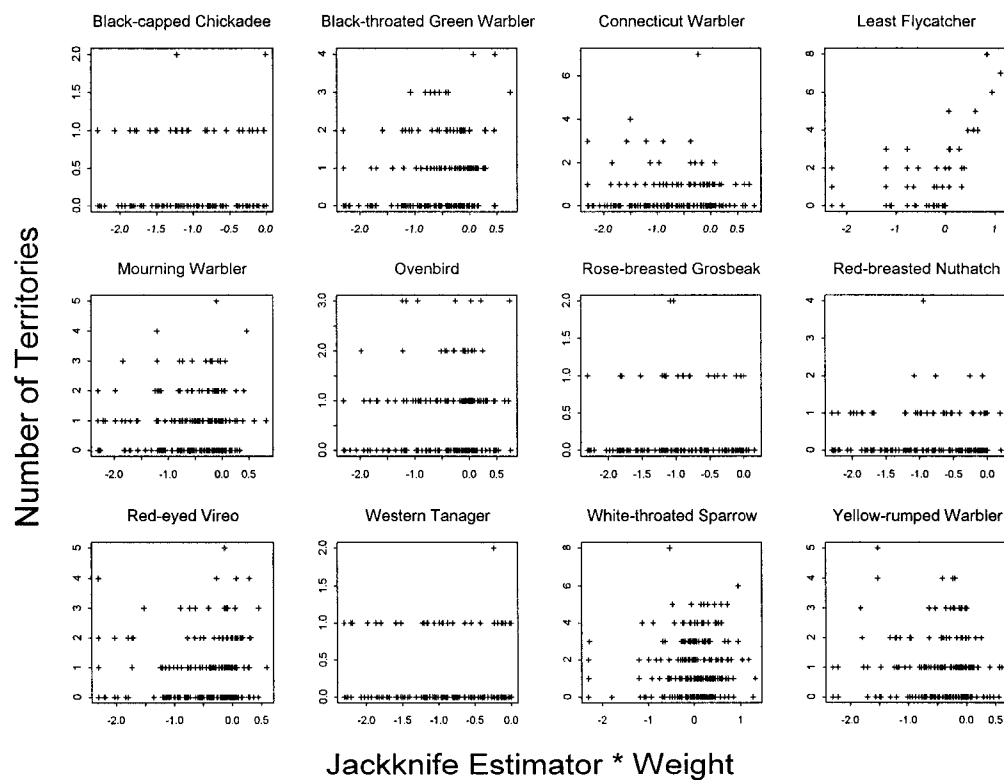 Number of Territories
Black-capped Chickadee
0.0 0.5 1.0 1.5 2.0
-2.0 -1.5 -1.0 -0.5 0.0
Black-throated Green Warbler
0 1 2 3 4
-2.0 -1.0 0.0 0.5
Connecticut Warbler
0 2 4 6
-2.0 -1.0 0.0
Least Flycatcher
0 2 4 6 8
-2 -1 0 1
Mourning Warbler
0 1 2 3 4 5
-2.0 -1.0 0.0 0.5
Ovenbird
0.0 1.0 2.0 3.0
-2.0 -1.0 0.0 0.5
Rose-breasted Grosbeak
0.0 0.5 1.0 1.5 2.0
-2.0 -1.5 -1.0 -0.5 0.0
Red-breasted Nuthatch
0 1 2 3 4
-2.0 -1.0 0.0
Red-eyed Vireo
0 1 2 3 4 5
-2.0 -1.0 0.0 0.5
Western Tanager
0.0 0.5 1.0 1.5 2.0
-2.0 -1.5 -1.0 -0.5 0.0
White-throated Sparrow
0 2 4 6 8
-2 -1 0 1
Yellow-rumped Warbler
0 1 2 3 4 5
-2.0 -1.0 0.0
Jackknife Estimator * Weight